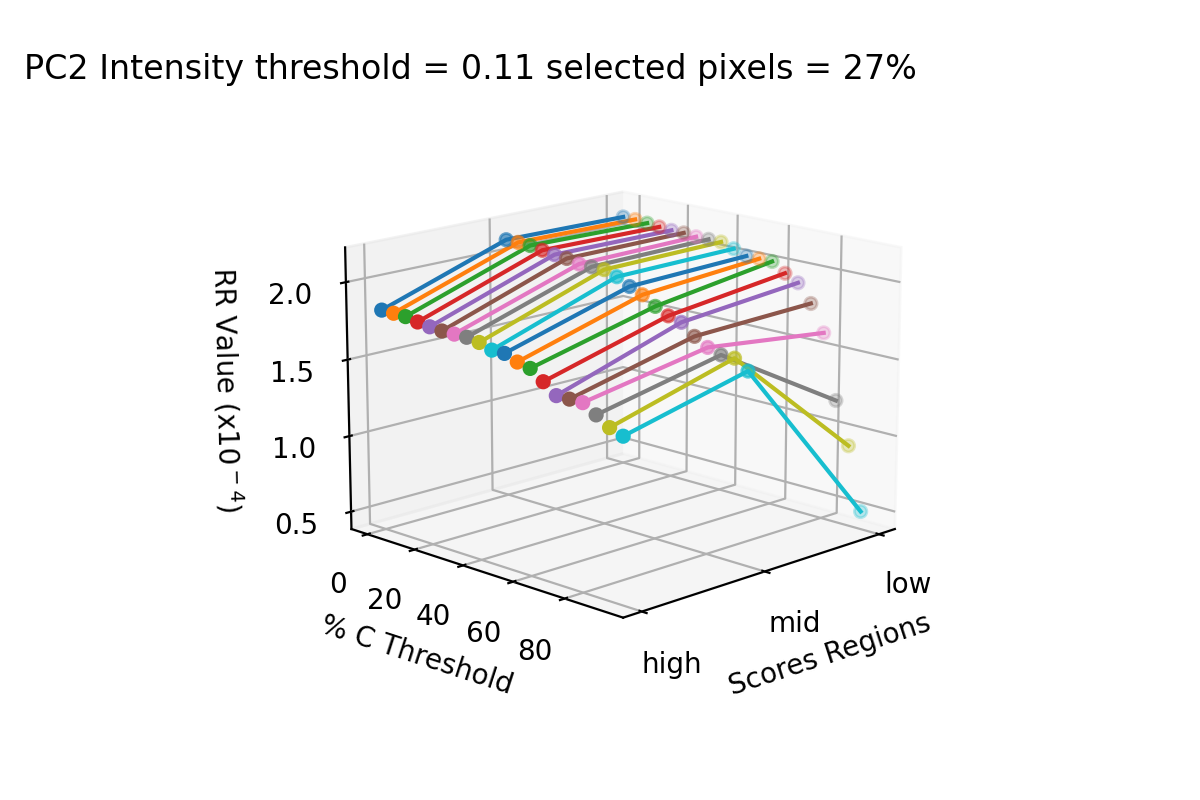 PC2 Intensity threshold = 0.11 selected pixels = 27%
2.0
1.5
1.0
0.5
RR Value (x10⁻⁴)
0
20
40
60
80
% C Threshold
high
mid
low
Scores Regions